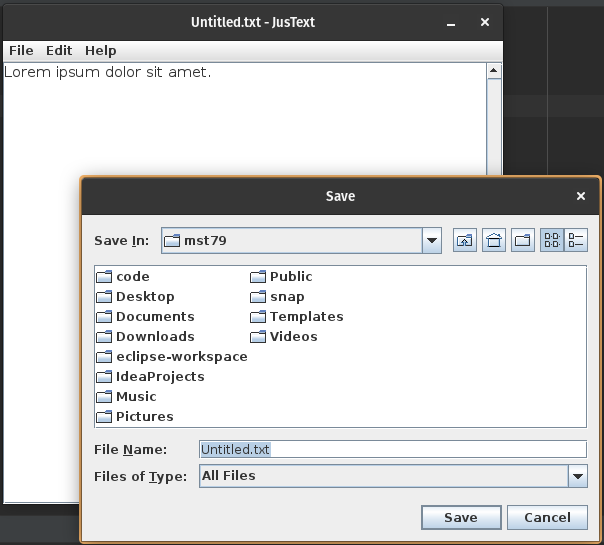 Untitled.txt - JusText
File Edit Help
Lorem ipsum dolor sit amet.
Save
Save In: mst79
code
Desktop
Documents
Downloads
eclipse-workspace
IdeaProjects
Music
Pictures
Public
snap
Templates
Videos
File Name: Untitled.txt
Files of Type: All Files
Save Cancel